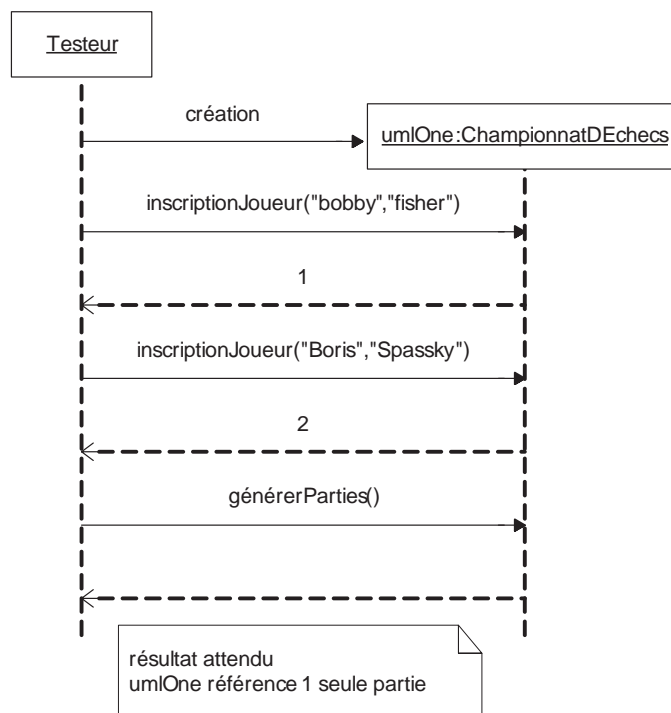 Testeur
création
umlOne:ChampionnatDEchecs
inscriptionJoueur("bobby","fisher")
1
inscriptionJoueur("Boris","Spassky")
2
générerParties()
résultat attendu
umlOne référence 1 seule partie